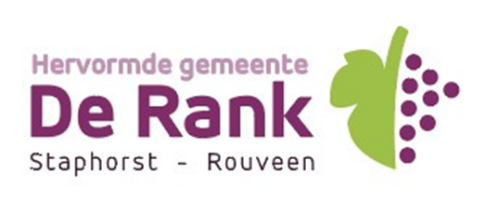 Hervormde gemeente
De Rank
Staphorst - Rouveen